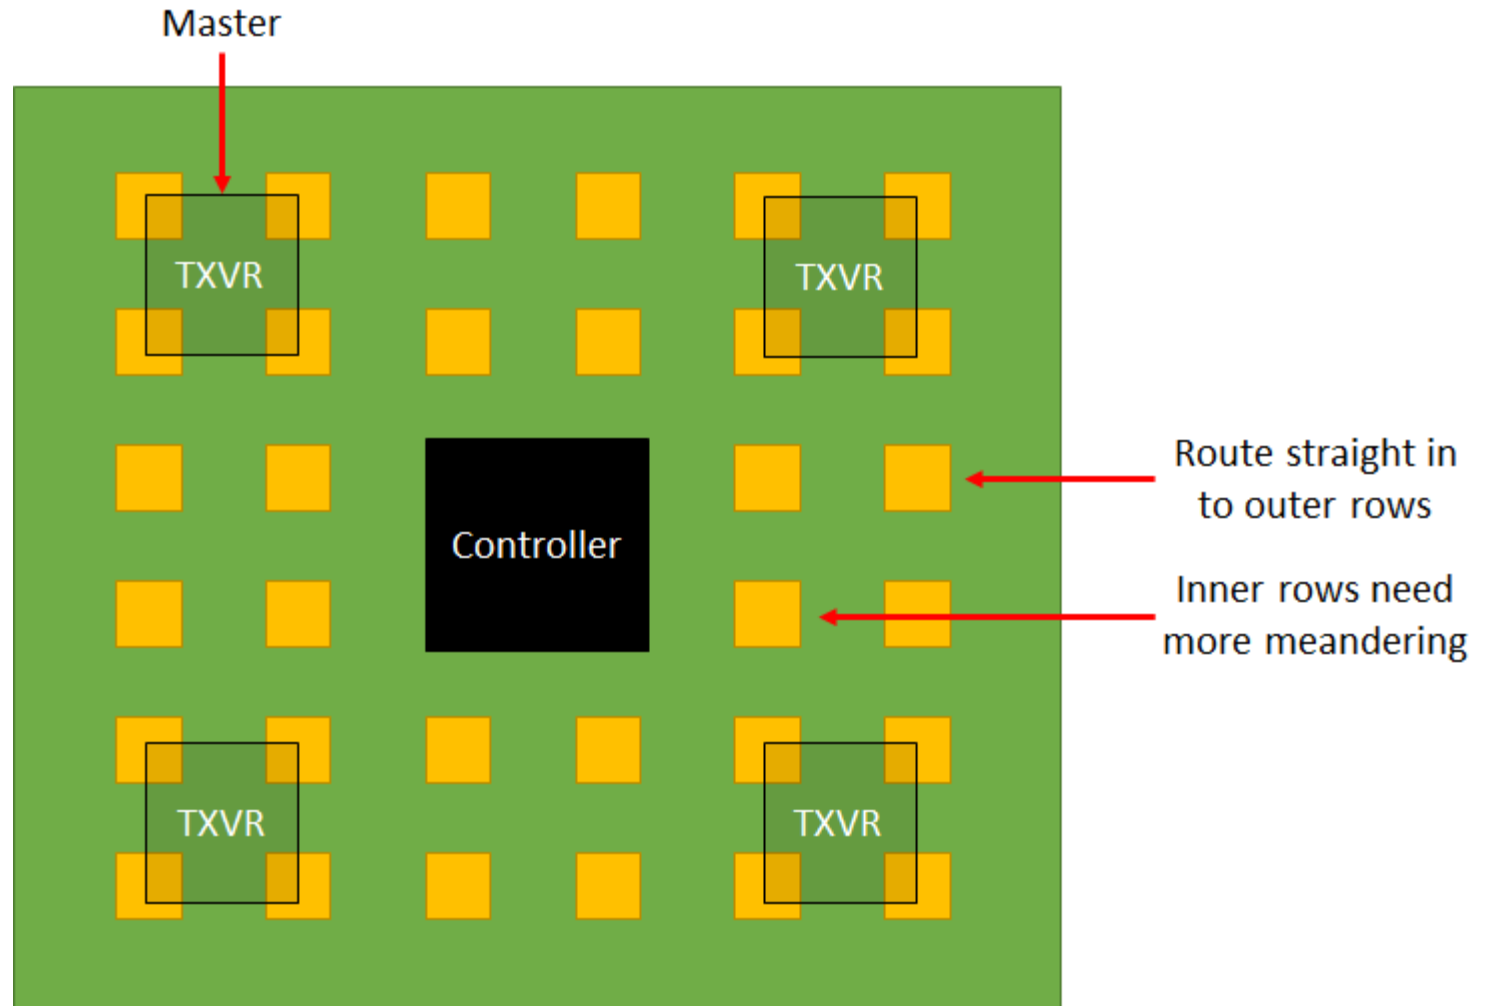 Master
TXVR
TXVR
Route straight in
to outer rows
Controller
Inner rows need
more meandering
TXVR
TXVR